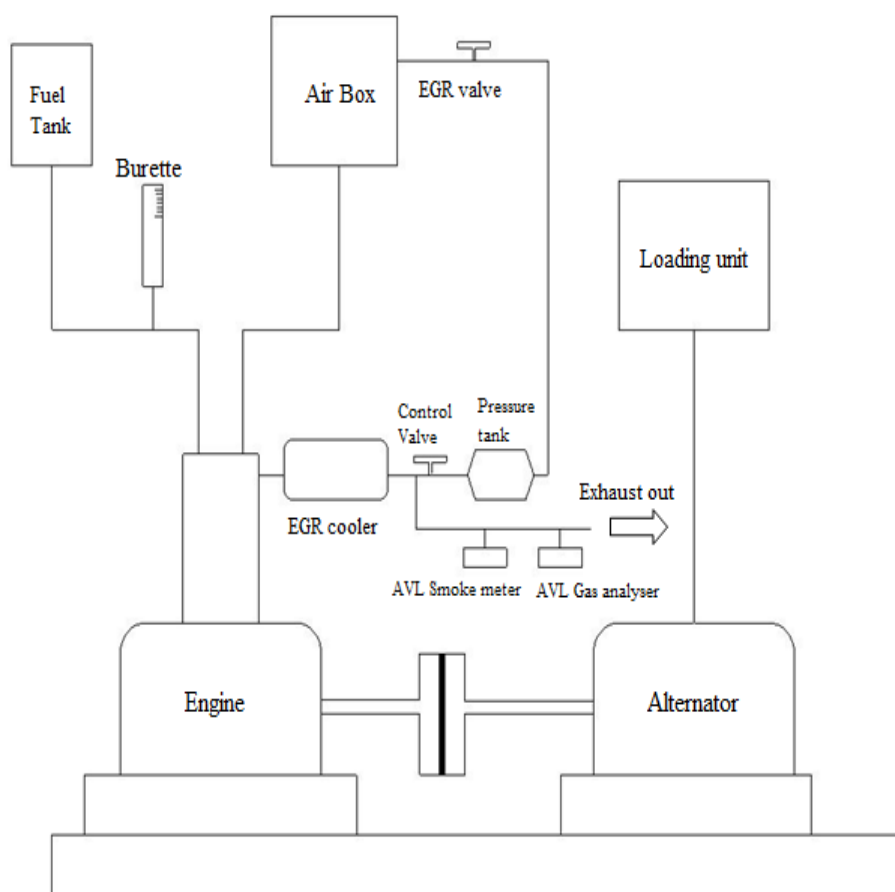 Fuel
Tank
Air Box
EGR valve
Burette
Loading unit
Control
Valve
Pressure
tank
EGR cooler
Exhaust out
AVL Smoke meter
AVL Gas analyser
Engine
Alternator